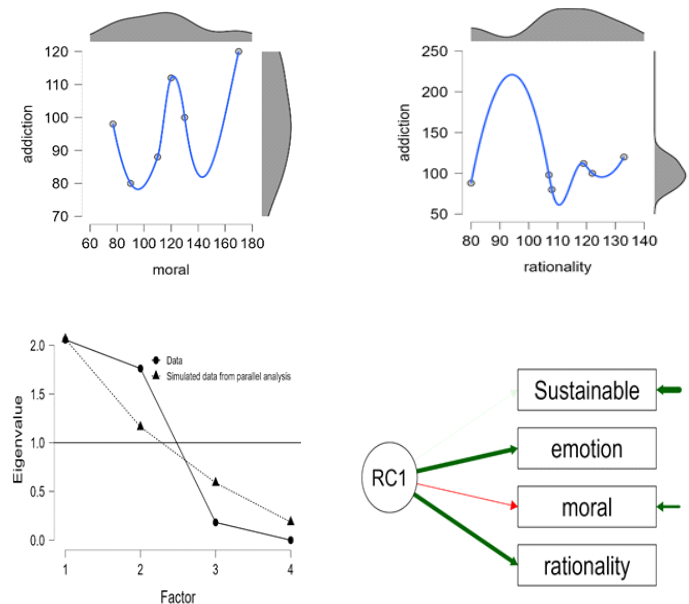 120
110
100
90
80
70
addiction
60 80 100 120 140 160 180
moral
250
200
150
100
50
addiction
80 90 100 110 120 130 140
rationality
2.0
1.5
1.0
0.5
0.0
Eigenvalue
Data
Simulated data from parallel analysis
1 2 3 4
Factor
RC1
Sustainable
emotion
moral
rationality